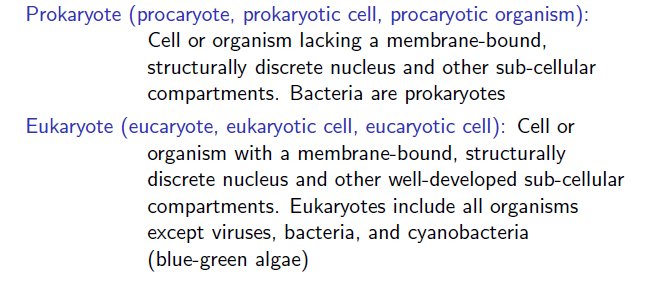 Prokaryote (procaryote, prokaryotic cell, procaryotic organism):
Cell or organism lacking a membrane-bound,
structurally discrete nucleus and other sub-cellular
compartments. Bacteria are prokaryotes
Eukaryote (eucaryote, eukaryotic cell, eucaryotic cell): Cell or
organism with a membrane-bound, structurally
discrete nucleus and other well-developed sub-cellular
compartments. Eukaryotes include all organisms
except viruses, bacteria, and cyanobacteria
(blue-green algae)